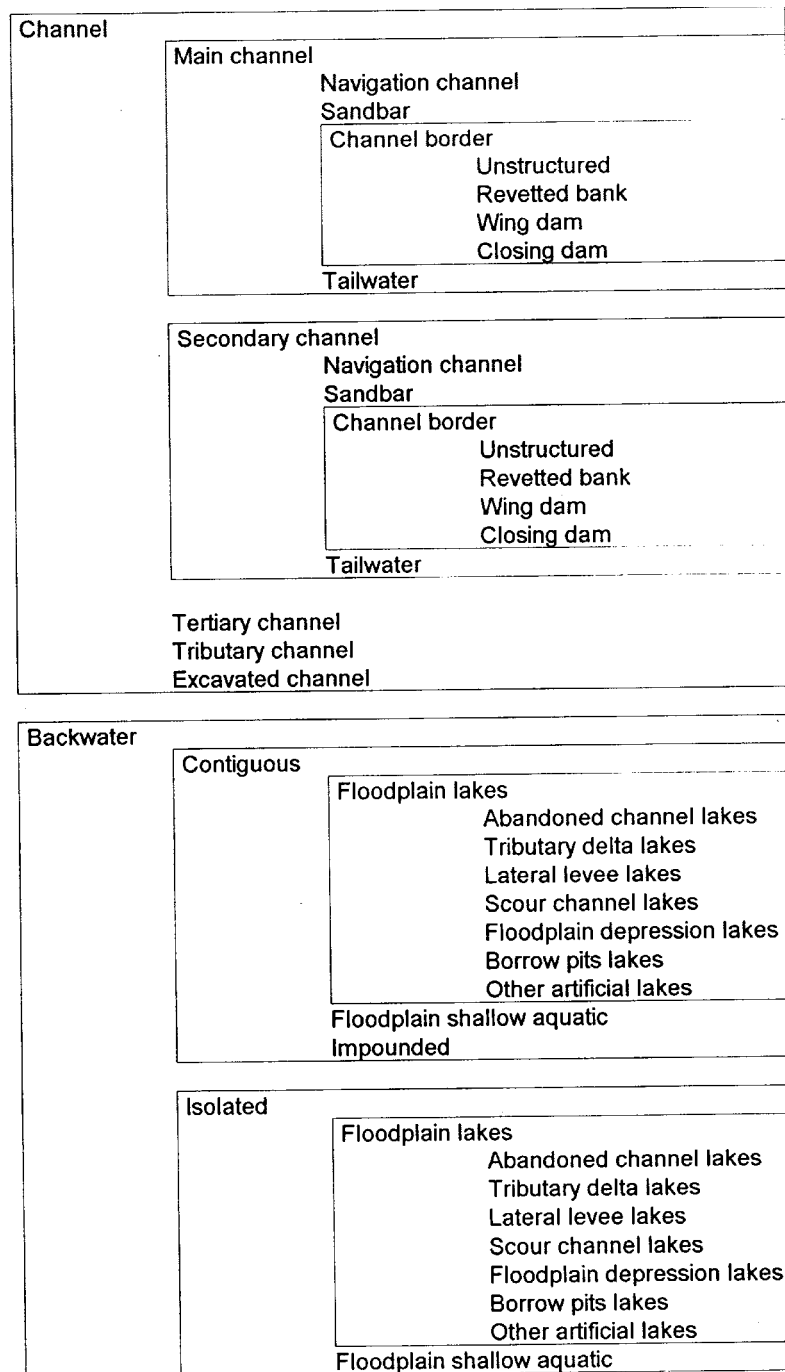 Channel
Main channel
Navigation channel
Sandbar
Channel border
Unstructured
Revetted bank
Wing dam
Closing dam
Tailwater
Secondary channel
Navigation channel
Sandbar
Channel border
Unstructured
Revetted bank
Wing dam
Closing dam
Tailwater
Tertiary channel
Tributary channel
Excavated channel
Backwater
Contiguous
Floodplain lakes
Abandoned channel lakes
Tributary delta lakes
Lateral levee lakes
Scour channel lakes
Floodplain depression lakes
Borrow pits lakes
Other artificial lakes
Floodplain shallow aquatic
Impounded
Isolated
Floodplain lakes
Abandoned channel lakes
Tributary delta lakes
Lateral levee lakes
Scour channel lakes
Floodplain depression lakes
Borrow pits lakes
Other artificial lakes
Floodplain shallow aquatic